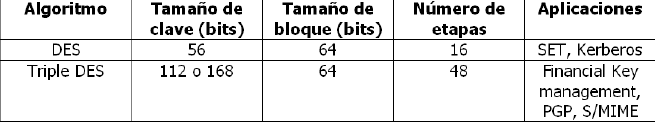 Algoritmo Tamaño de Tamaño de Número de Aplicaciones
clave (bits) bloque (bits) etapas
DES 56 64 16 SET, Kerberos
Triple DES 112 o 168 64 48 Financial Key
management,
PGP, S/MIME